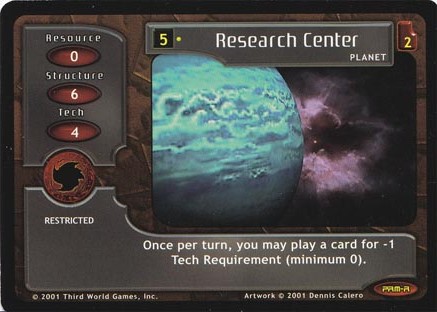 Resource
0
Structure
6
Tech
4
RESTRICTED
5
Research Center
2
PLANET
Once per turn, you may play a card for -1
Tech Requirement (minimum 0).
PRM-R
© 2001 Third World Games, Inc.
Artwork © 2001 Dennis Calero